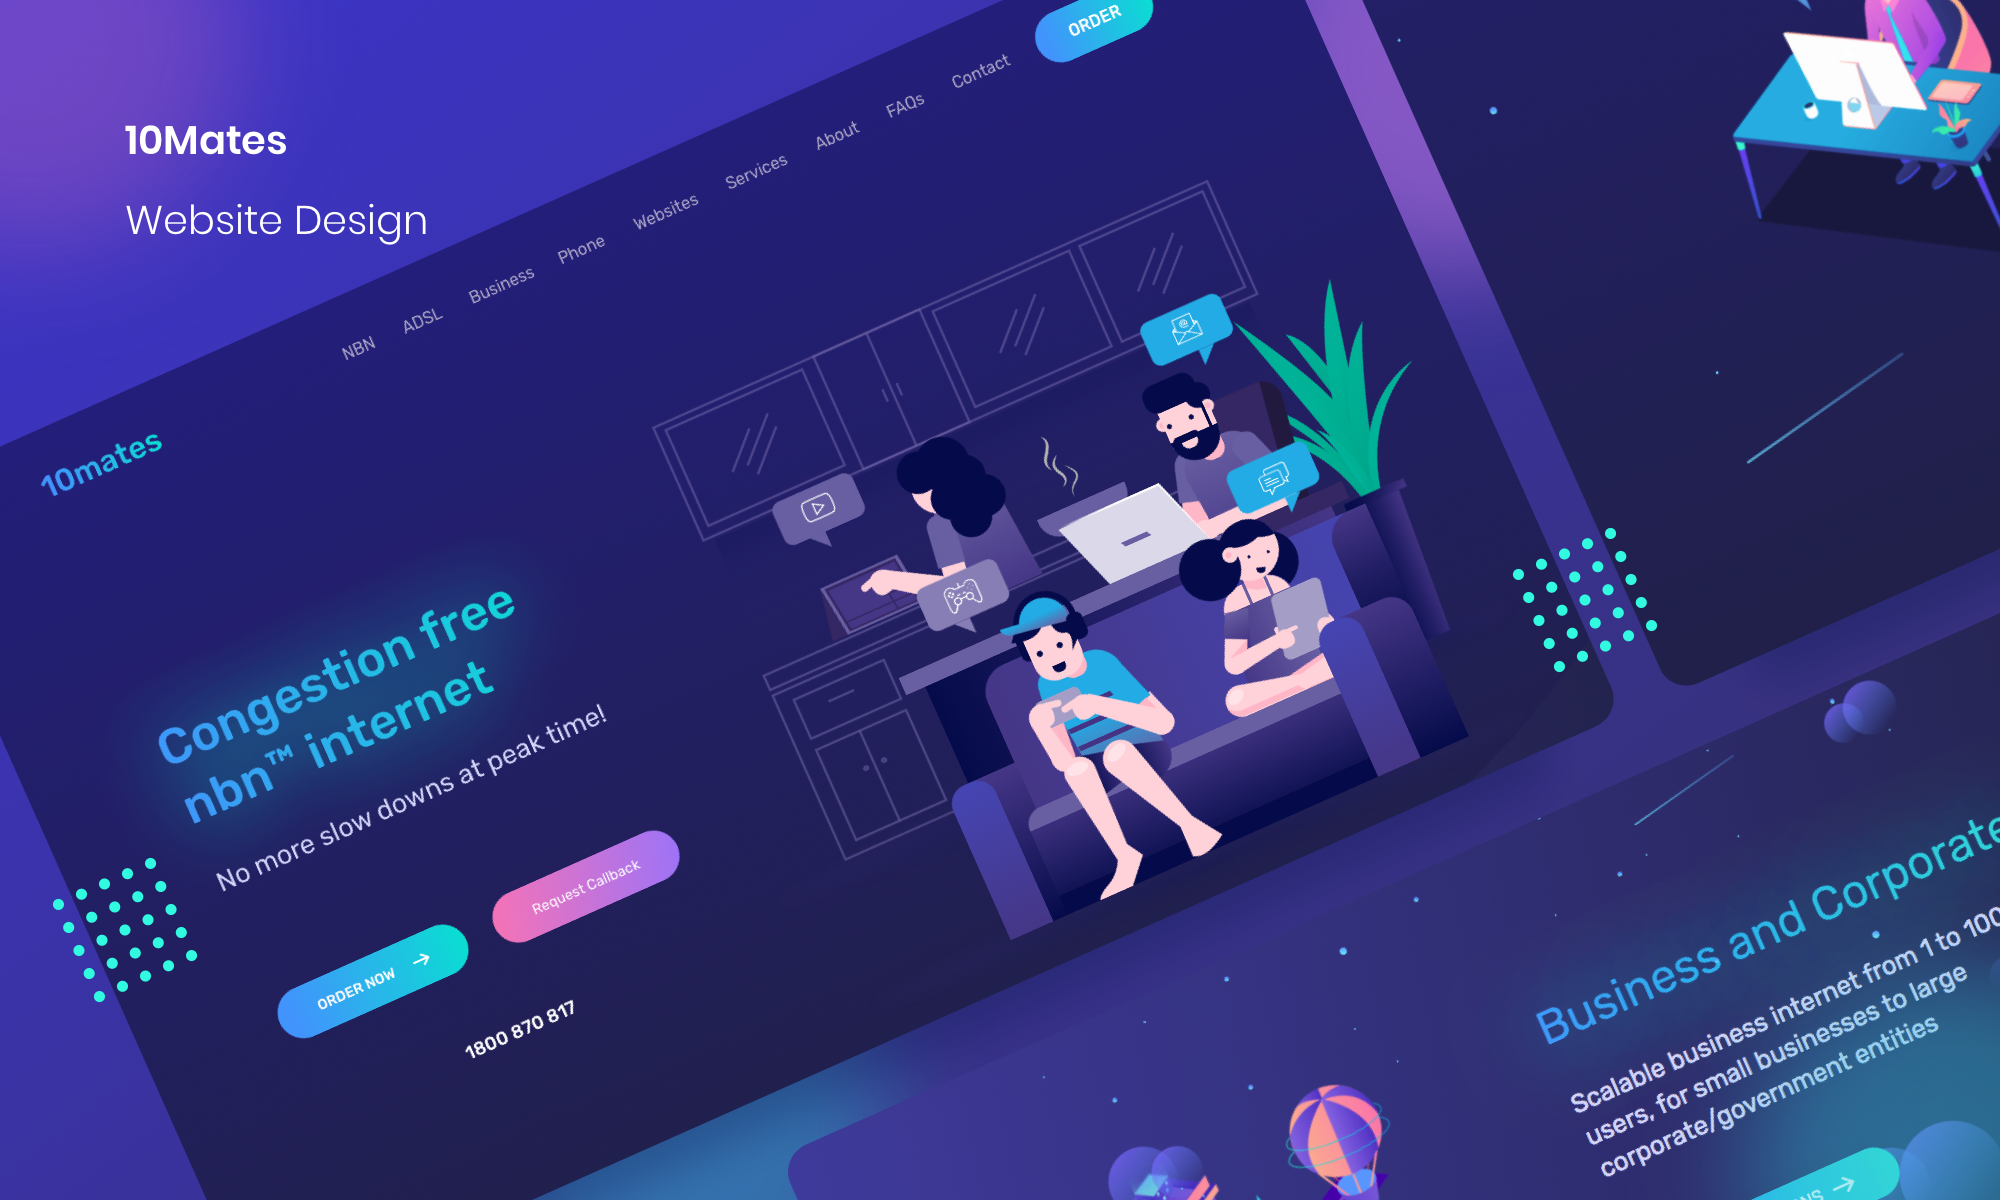 10Mates
Website Design
10mates
NBN
ADSL
Business
Phone
Websites
Services
About
FAQs
Contact
ORDER
Congestion free
nbn™ internet
No more slow downs at peak time!
ORDER NOW
Request Callback
1800 870 817
Business and Corporate
Scalable business internet from 1 to 100
users, for small businesses to large
corporate/government entities